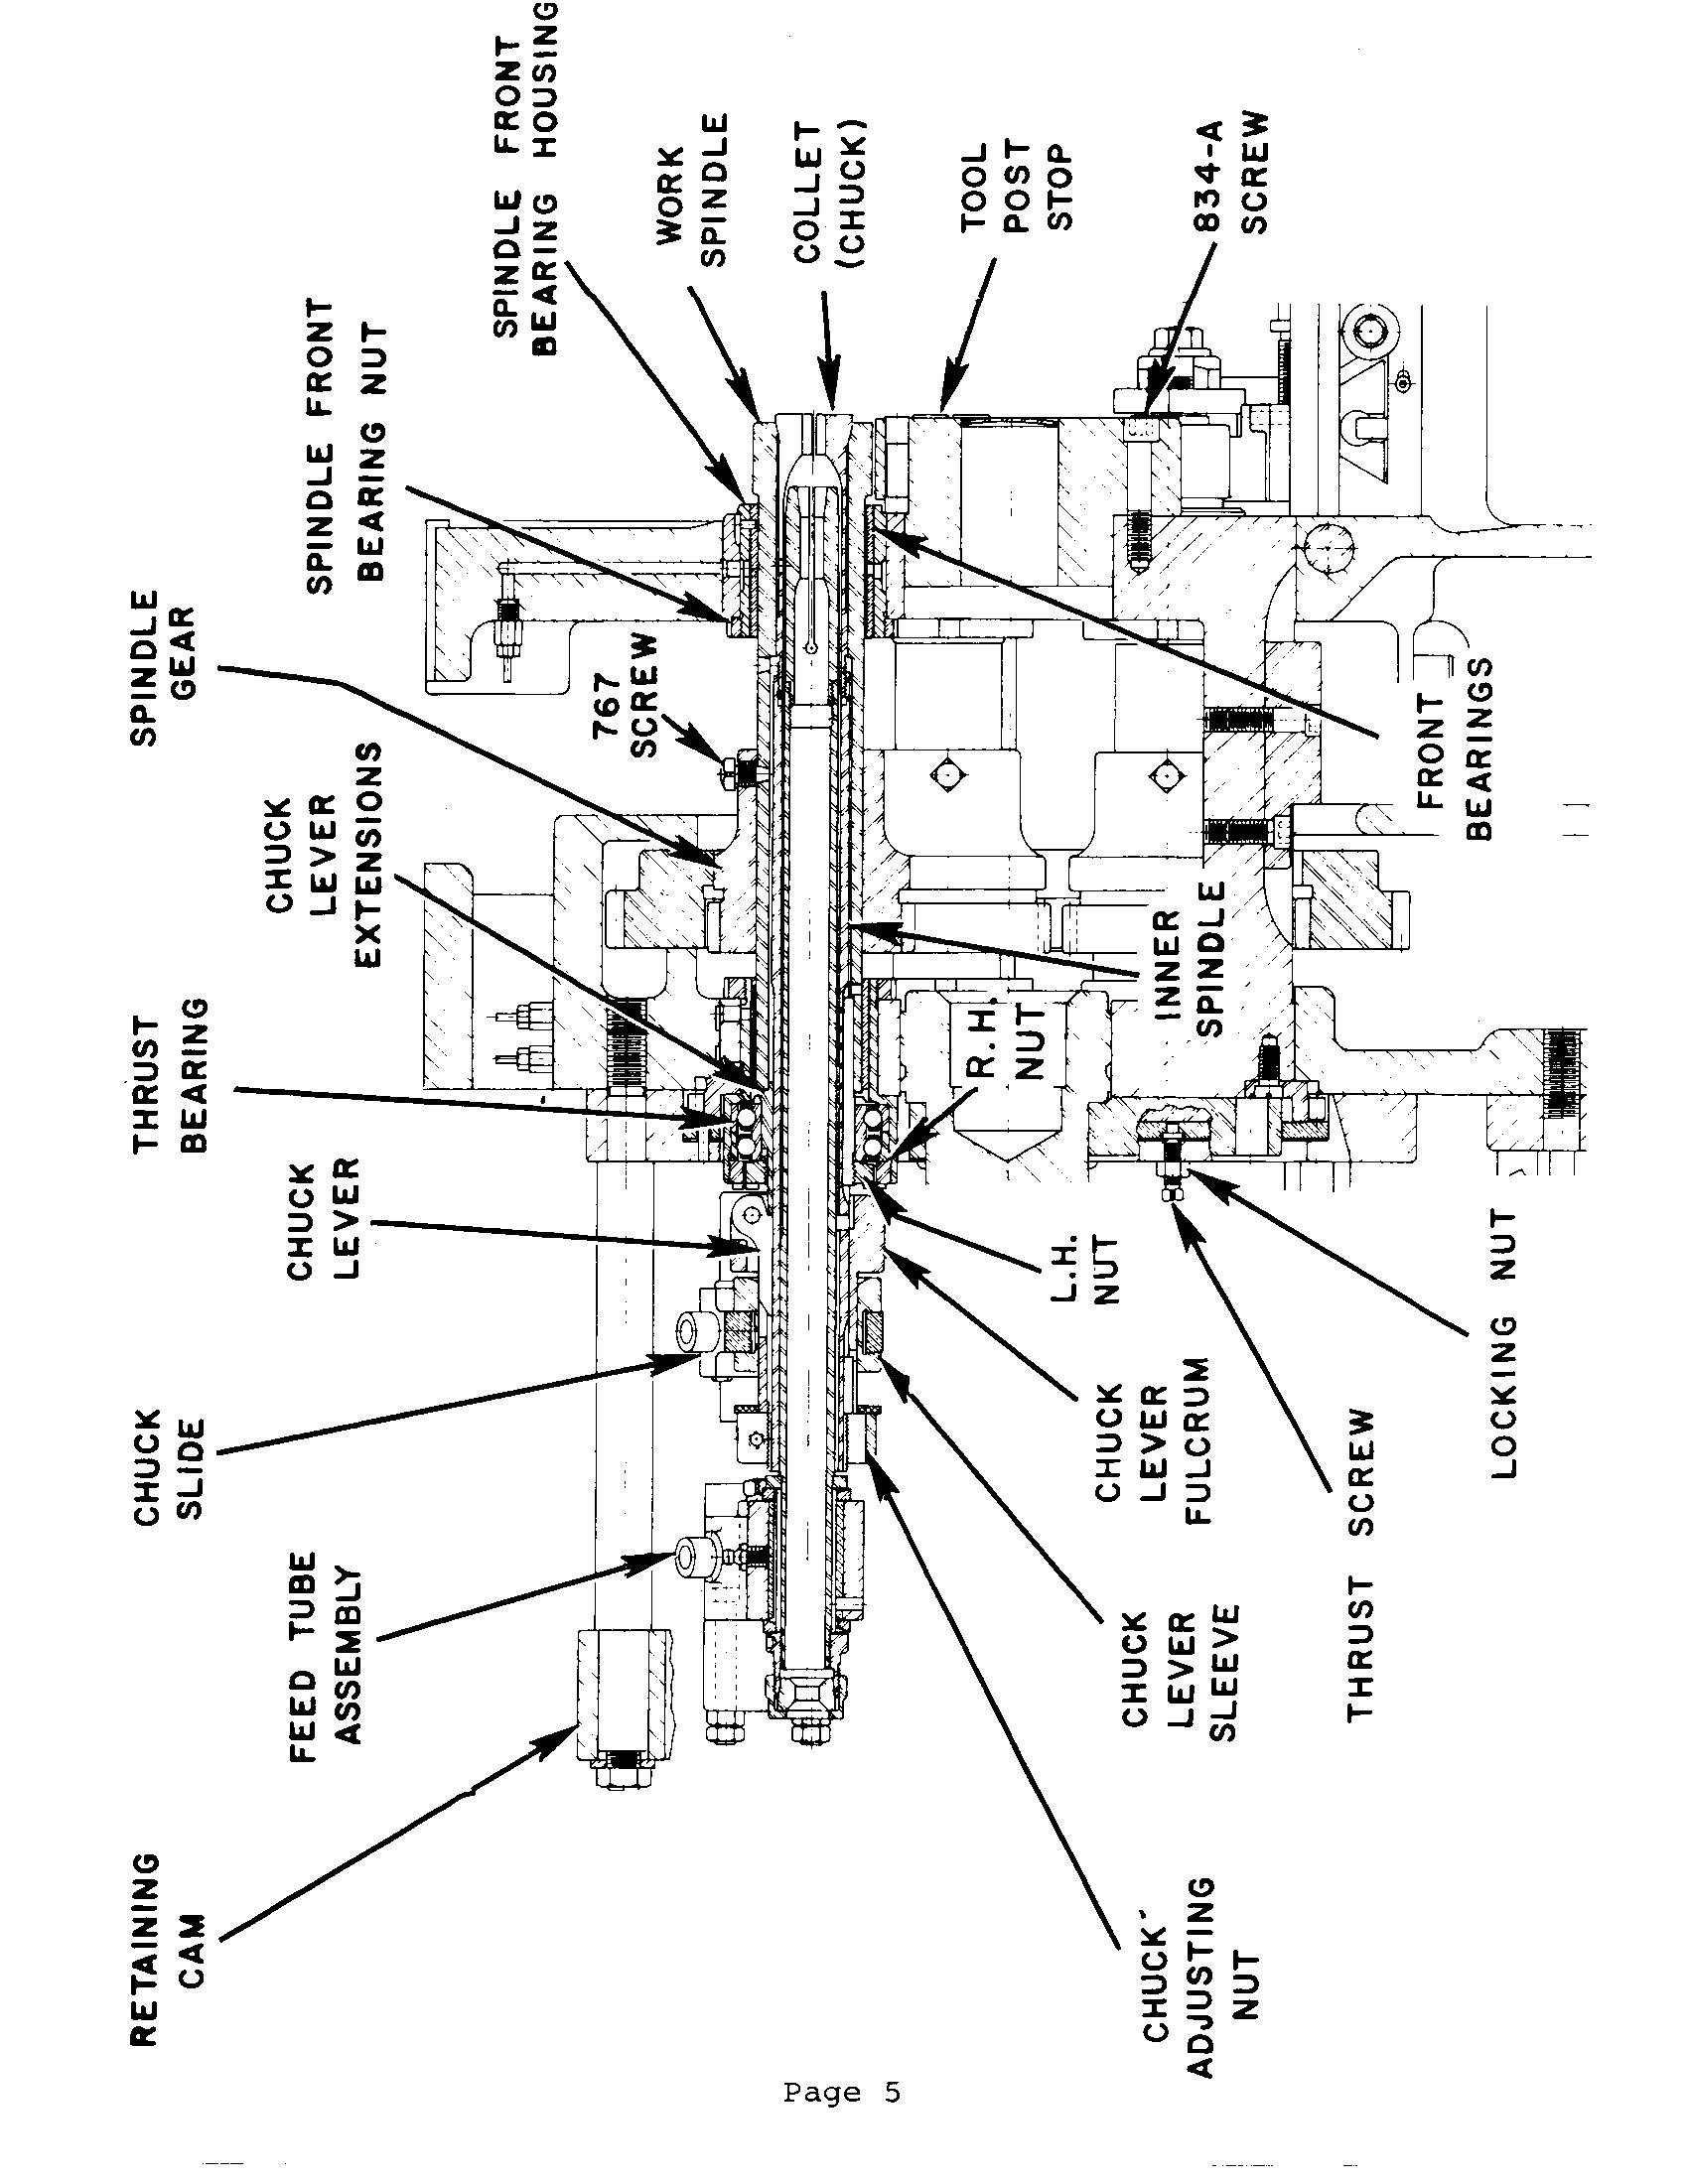 RETAINING
CAM
FEED TUBE
ASSEMBLY
CHUCK
SLIDE
CHUCK
LEVER
THRUST
BEARING
CHUCK
LEVER
EXTENSIONS
SPINDLE
GEAR
767
SCREW
SPINDLE FRONT
BEARING NUT
SPINDLE FRONT
BEARING HOUSING
WORK
SPINDLE
COLLET
(CHUCK)
TOOL
POST
STOP
834-A
SCREW
CHUCK
ADJUSTING
NUT
CHUCK
LEVER
SLEEVE
CHUCK
LEVER
FULCRUM
L.H.
NUT
R.H.
NUT
INNER
SPINDLE
THRUST SCREW
LOCKING NUT
FRONT
BEARINGS
Page 5